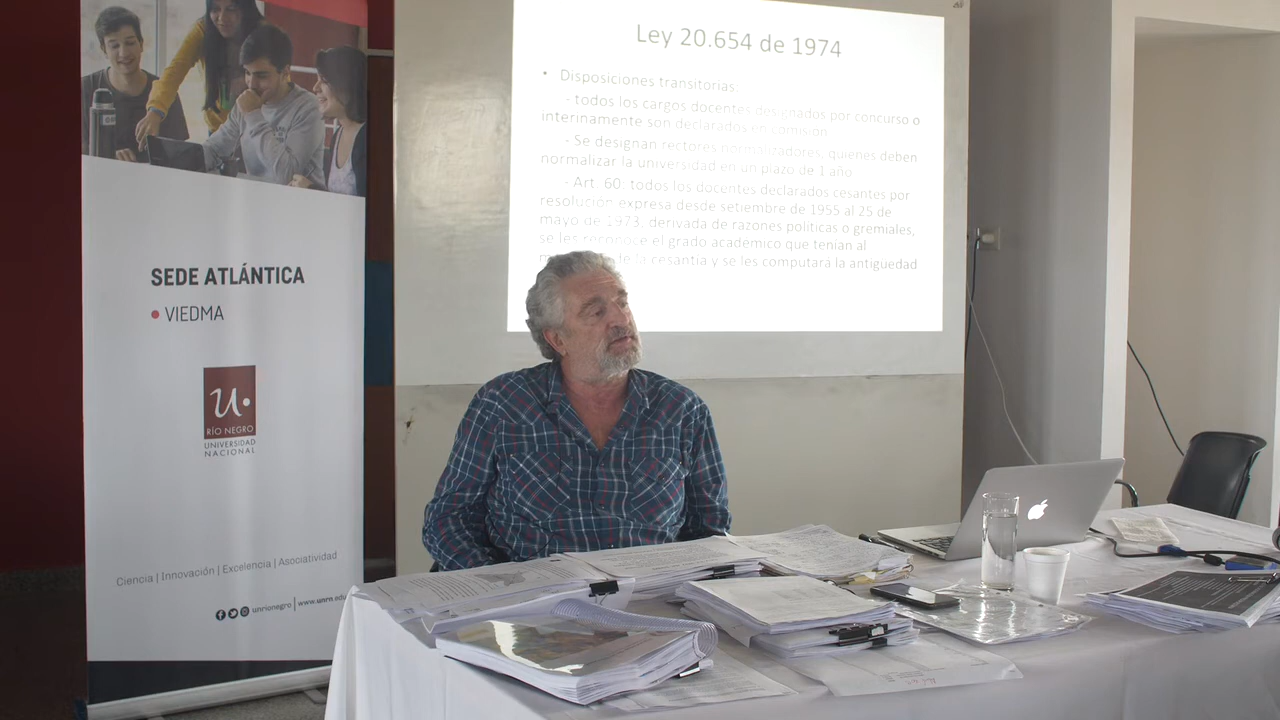 SEDE ATLÁNTICA
• VIEDMA
u.
RÍO NEGRO
UNIVERSIDAD
NACIONAL
Ciencia | Innovación | Excelencia | Asociatividad
unrionegro | www.unrn.edu
Ley 20.654 de 1974
• Disposiciones transitorias:
- todos los cargos docentes designados por concurso o
interinamente son declarados en comisión
- Se designan rectores normalizadores, quienes deben
normalizar la universidad en un plazo de 1 año
- Art. 60: todos los docentes declarados cesantes por
resolución expresa desde setiembre de 1955 al 25 de
mayo de 1973, derivada de razones políticas o gremiales,
se les reconoce el grado academico que tenían al
de la cesantía y se les computará la antigüedad